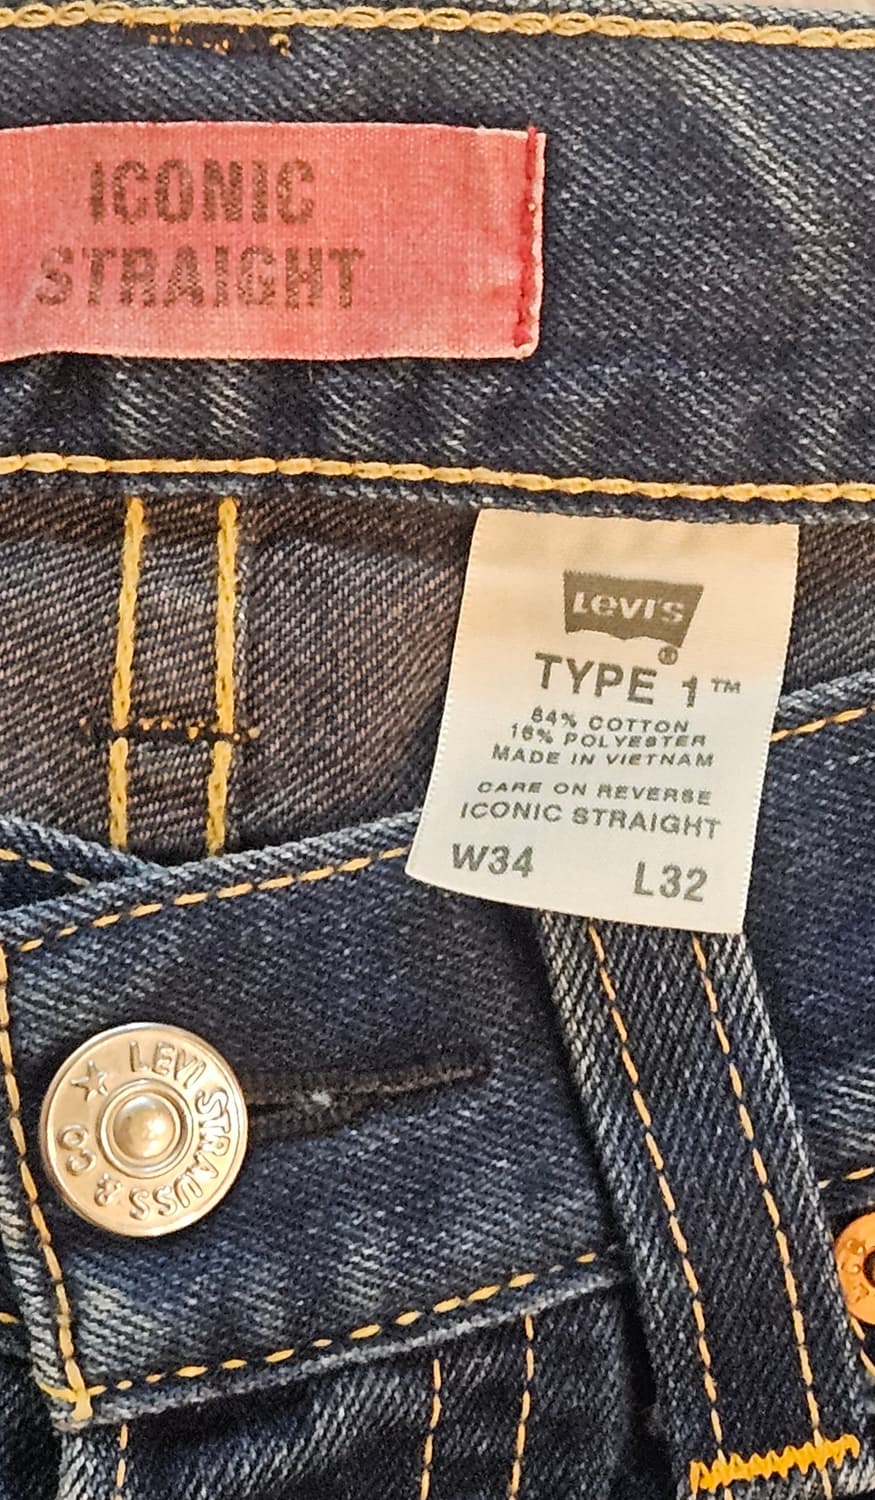 ICONIC
STRAIGHT
Levi's®
TYPE 1™
84% COTTON
16% POLYESTER
MADE IN VIETNAM
CARE ON REVERSE
ICONIC STRAIGHT
W34 L32
LEVI STRAUSS & CO